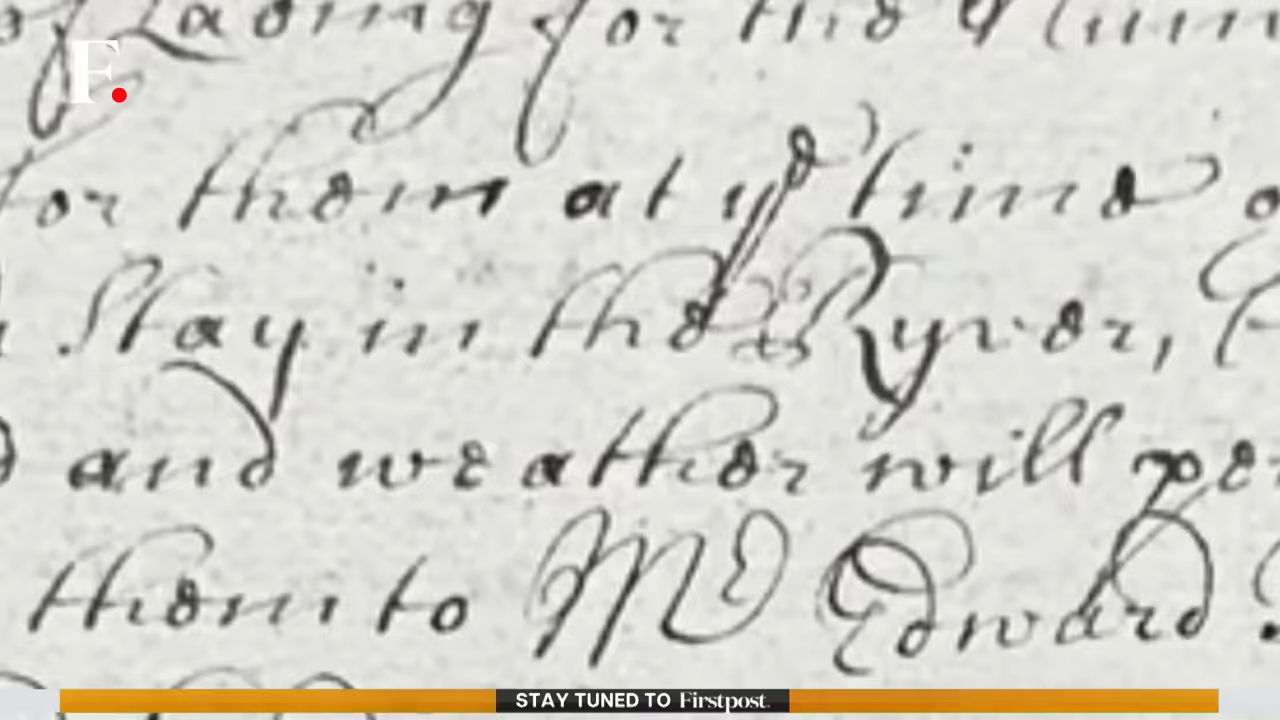 of Lading for the
F.
for them at ye time
Stay in the Ryver,
and weather will
them to Mr Edward
STAY TUNED TO Firstpost.